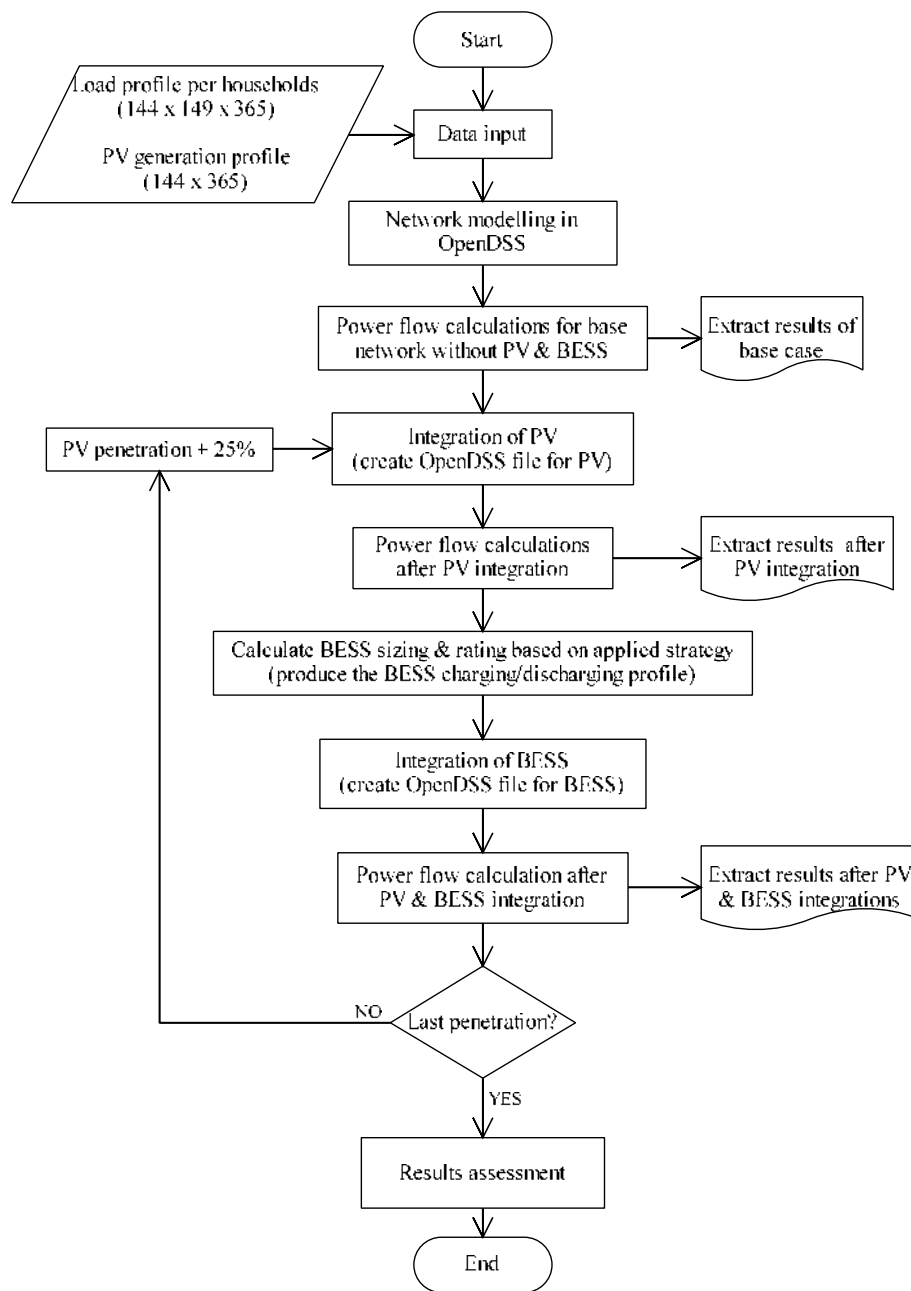 Start
Load profile per households
(144 x 149 x 365)
PV generation profile
(144 x 365)
Data input
Network modelling in
OpenDSS
Power flow calculations for base
network without PV & BESS
Extract results of
base case
PV penetration + 25%
Integration of PV
(create OpenDSS file for PV)
Power flow calculations
after PV integration
Extract results after
PV integration
Calculate BESS sizing & rating based on applied strategy
(produce the BESS charging/discharging profile)
Integration of BESS
(create OpenDSS file for BESS)
Power flow calculation after
PV & BESS integration
Extract results after PV
& BESS integrations
NO
Last penetration?
YES
Results assessment
End